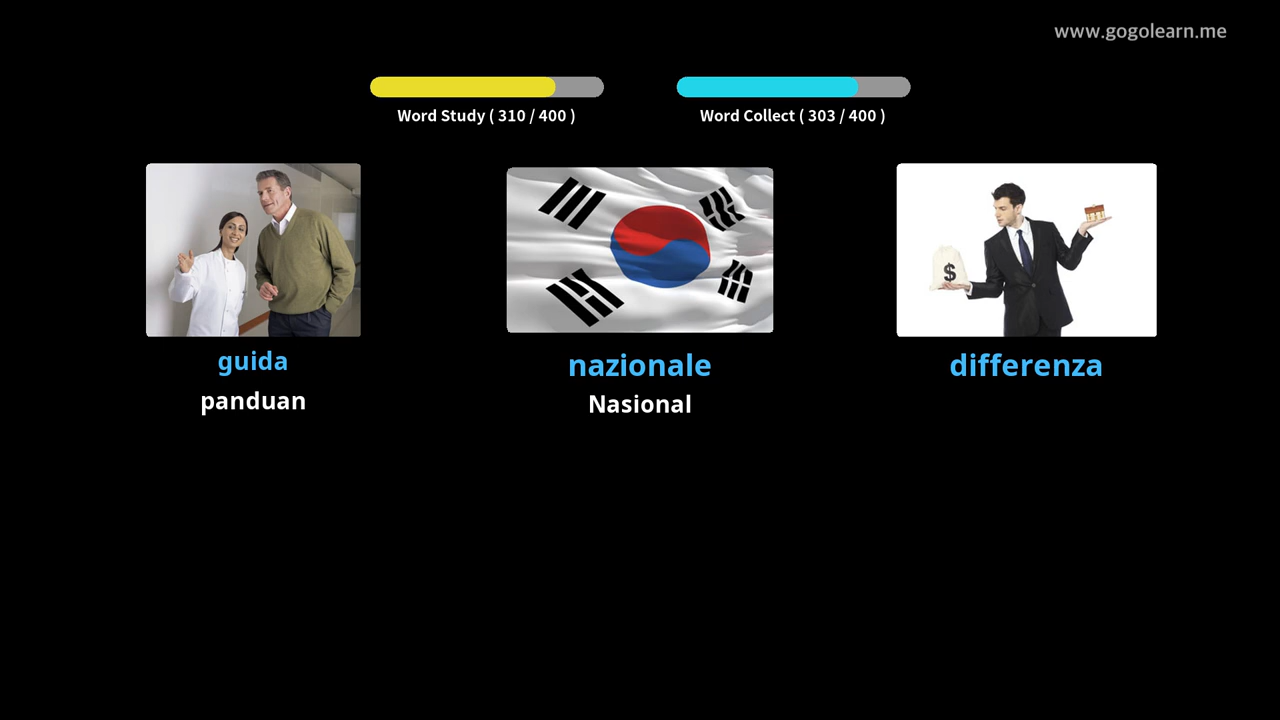 www.gogolearn.me
Word Study ( 310 / 400 )
Word Collect ( 303 / 400 )
$
guida
nazionale
differenza
panduan
Nasional